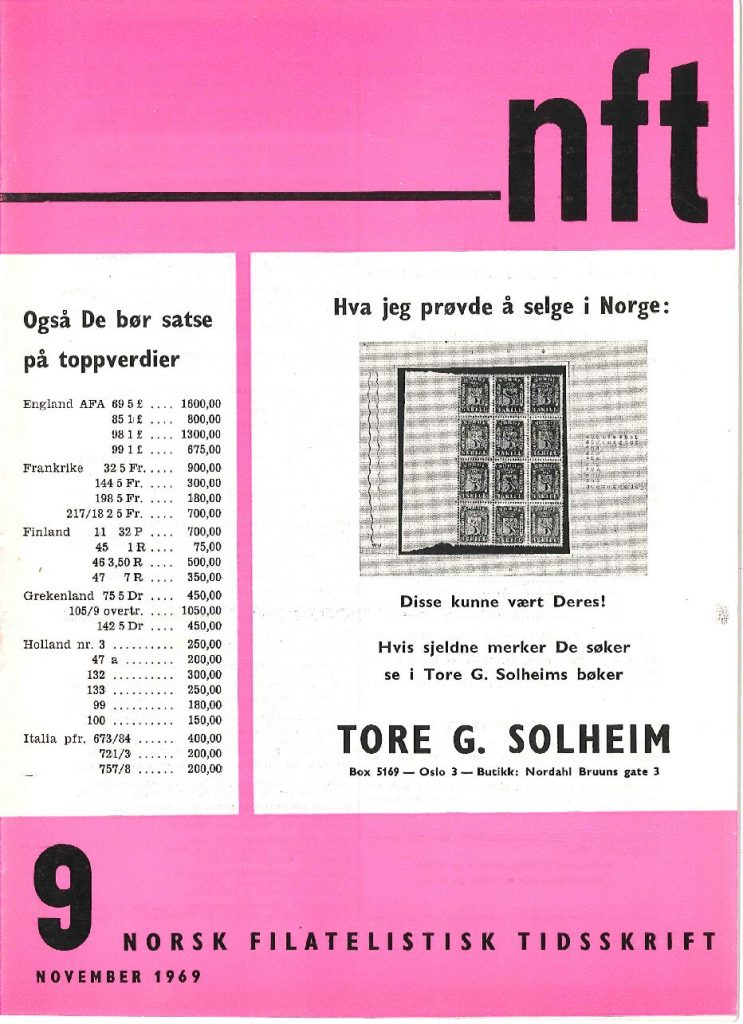 nft
Også De bør satse
på toppverdier
England AFA 69 5 £ .... 1600,00
85 1 £ .... 800,00
98 1 £ .... 1300,00
99 1 £ .... 675,00
Frankrike 32 5 Fr. .... 900,00
144 5 Fr. .... 300,00
198 5 Fr. .... 180,00
217/18 2 5 Fr. .... 700,00
Finland 11 32 P .... 700,00
45 1 R .... 75,00
46 3,50 R .... 500,00
47 7 R .... 350,00
Grekenland 75 5 Dr .... 450,00
105/9 overtr. .... 1050,00
142 5 Dr .... 450,00
Holland nr. 3 .......... 250,00
47 a .......... 200,00
132 .......... 300,00
133 .......... 250,00
99 .......... 180,00
100 .......... 150,00
Italia pfr. 673/84 ...... 400,00
721/3 ...... 200,00
757/8 ...... 200,00
Hva jeg prøvde å selge i Norge:
Disse kunne vært Deres!
Hvis sjeldne merker De søker
se i Tore G. Solheims bøker
TORE G. SOLHEIM
Box 5169 — Oslo 3 — Butikk: Nordahl Bruuns gate 3
9
NORSK FILATELISTISK TIDSSKRIFT
NOVEMBER 1969